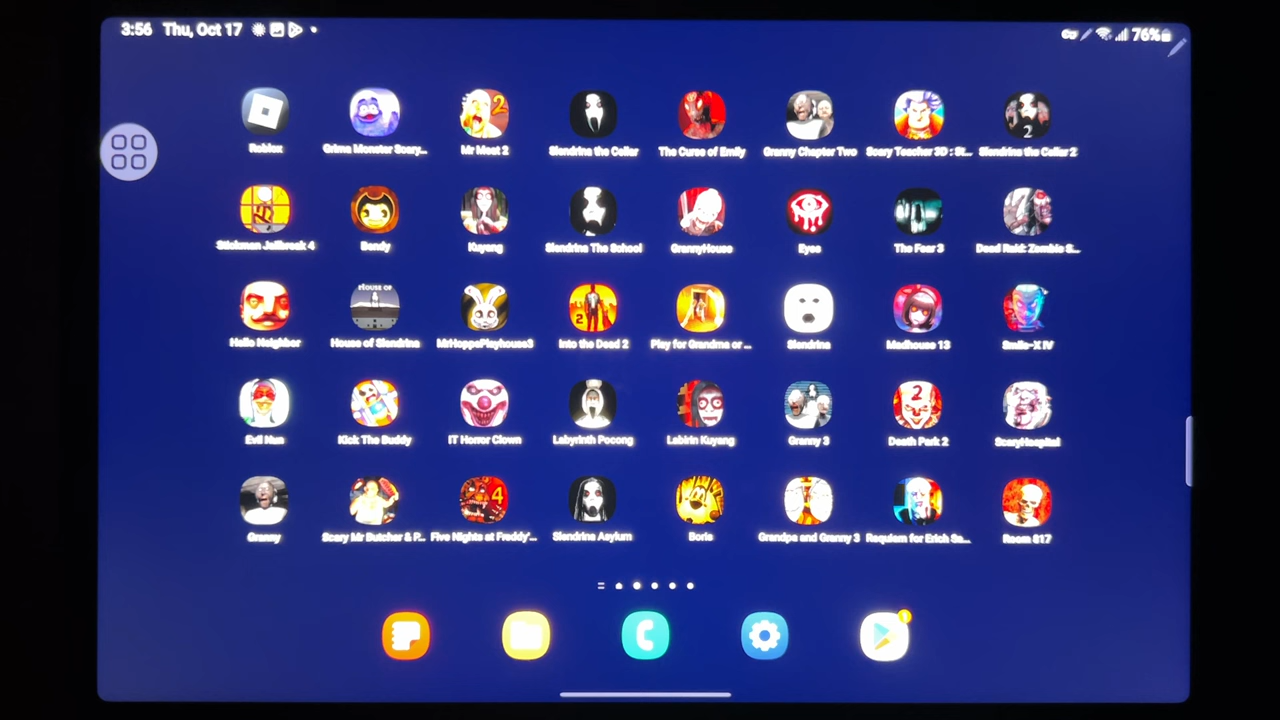 3:56 Thu, Oct 17
76%
Roblox
Grima Monster Scary...
Mr Meat 2
Slendrina the Cellar
The Curse of Emily
Granny Chapter Two
Scary Teacher 3D : St...
Slendrina the Cellar 2
Stickman Jailbreak 4
Bendy
Kuyang
Slendrina The School
GrannyHouse
Eyes
The Fear 3
Dead Raid: Zombie S...
Hello Neighbor
House of Slendrina
MrHoppsPlayhouse3
Into the Dead 2
Play for Grandma or ...
Slendrina
Madhouse 13
Smile-X IV
Evil Nun
Kick The Buddy
IT Horror Clown
Labyrinth Pocong
Labirin Kuyang
Granny 3
Death Park 2
ScaryHospital
Granny
Scary Mr Butcher & P...
Five Nights at Freddy'...
Slendrina Asylum
Boris
Grandpa and Granny 3
Requiem for Erich Sa...
Room 817